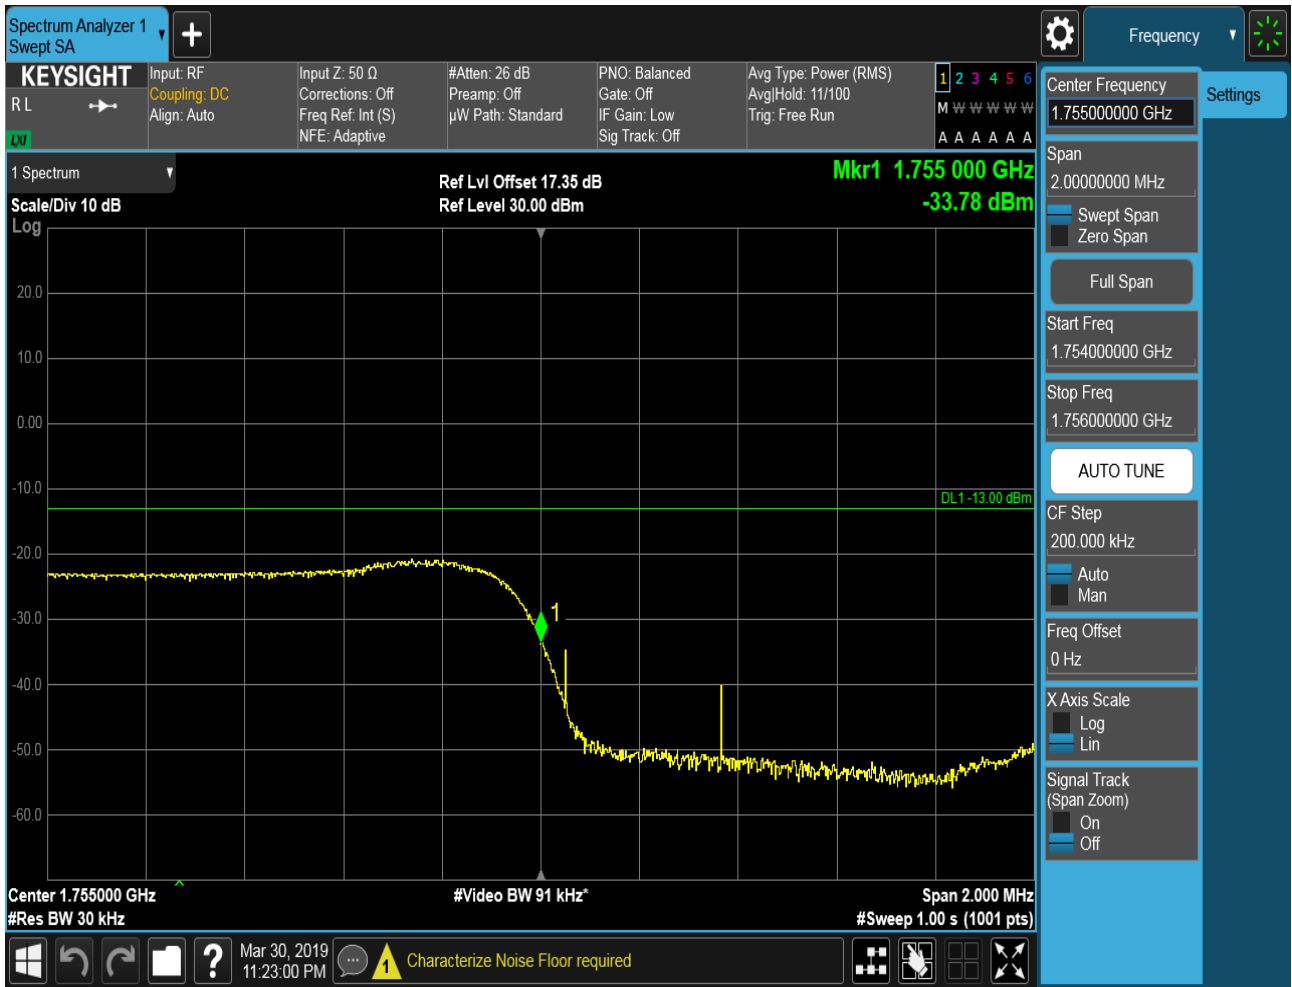 Spectrum Analyzer 1
Swept SA
Frequency
KEYSIGHT
R L
LXI
Input: RF
Coupling: DC
Align: Auto
Input Z: 50 Ω
Corrections: Off
Freq Ref: Int (S)
NFE: Adaptive
#Atten: 26 dB
Preamp: Off
µW Path: Standard
PNO: Balanced
Gate: Off
IF Gain: Low
Sig Track: Off
Avg Type: Power (RMS)
Avg|Hold: 11/100
Trig: Free Run
1 2 3 4 5 6
M W W W W W
A A A A A A
1 Spectrum
Scale/Div 10 dB
Log
Ref Lvl Offset 17.35 dB
Ref Level 30.00 dBm
Mkr1 1.755 000 GHz
-33.78 dBm
20.0
10.0
0.00
-10.0
-20.0
-30.0
-40.0
-50.0
-60.0
DL1 -13.00 dBm
1
Center 1.755000 GHz
#Res BW 30 kHz
#Video BW 91 kHz*
Span 2.000 MHz
#Sweep 1.00 s (1001 pts)
Center Frequency
1.755000000 GHz
Settings
Span
2.00000000 MHz
Swept Span
Zero Span
Full Span
Start Freq
1.754000000 GHz
Stop Freq
1.756000000 GHz
AUTO TUNE
CF Step
200.000 kHz
Auto
Man
Freq Offset
0 Hz
X Axis Scale
Log
Lin
Signal Track
(Span Zoom)
On
Off
?
Mar 30, 2019
11:23:00 PM
1
Characterize Noise Floor required